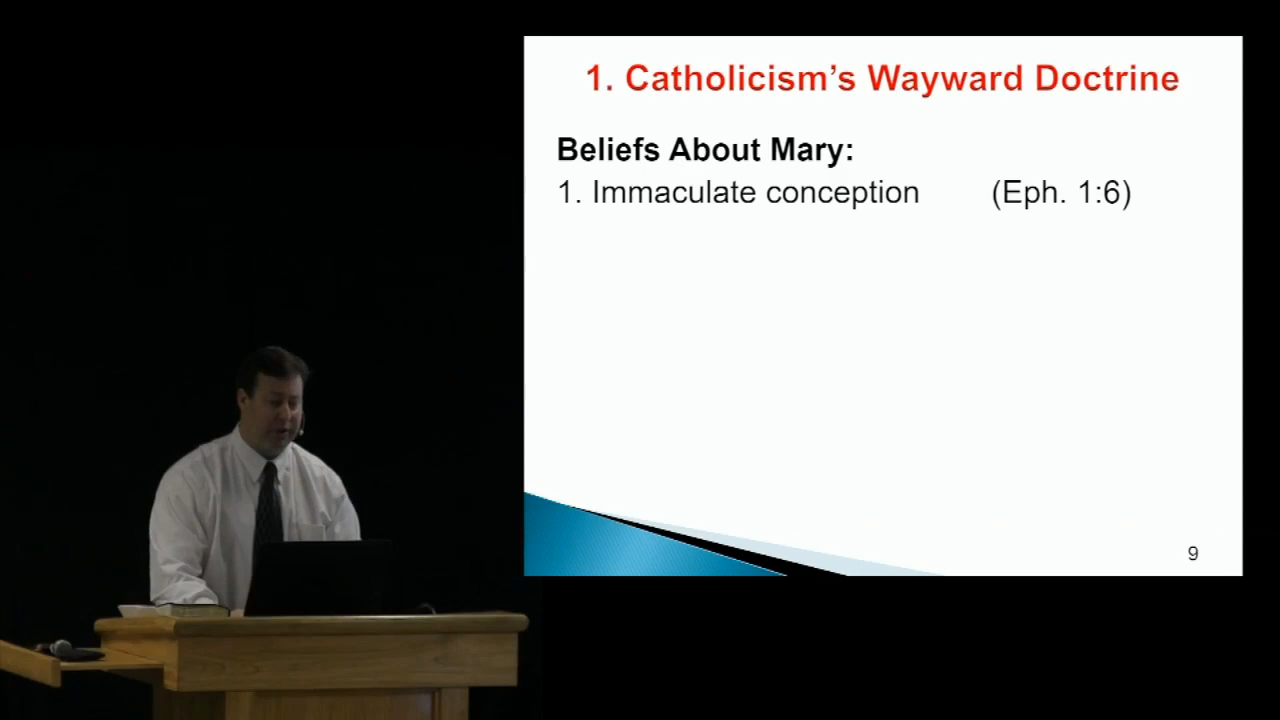 1. Catholicism’s Wayward Doctrine
Beliefs About Mary:
1. Immaculate conception (Eph. 1:6)
9